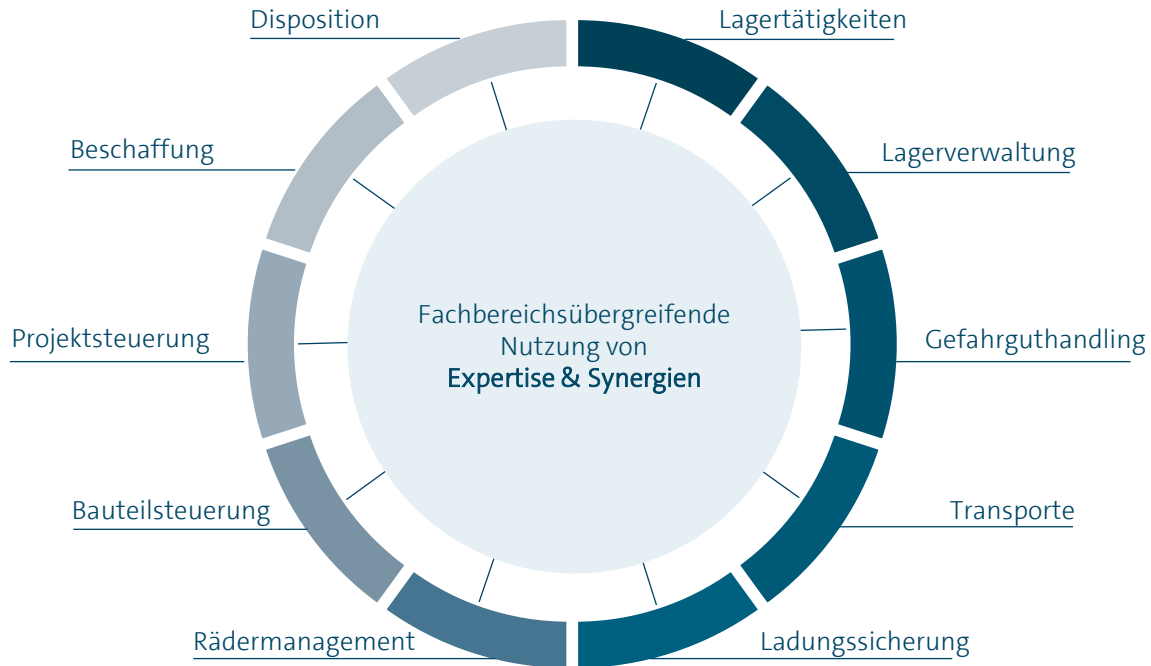 Disposition
Lagertätigkeiten
Beschaffung
Lagerverwaltung
Fachbereichsübergreifende
Nutzung von
Expertise & Synergien
Projektsteuerung
Gefahrguthandling
Bauteilsteuerung
Transporte
Rädermanagement
Ladungssicherung